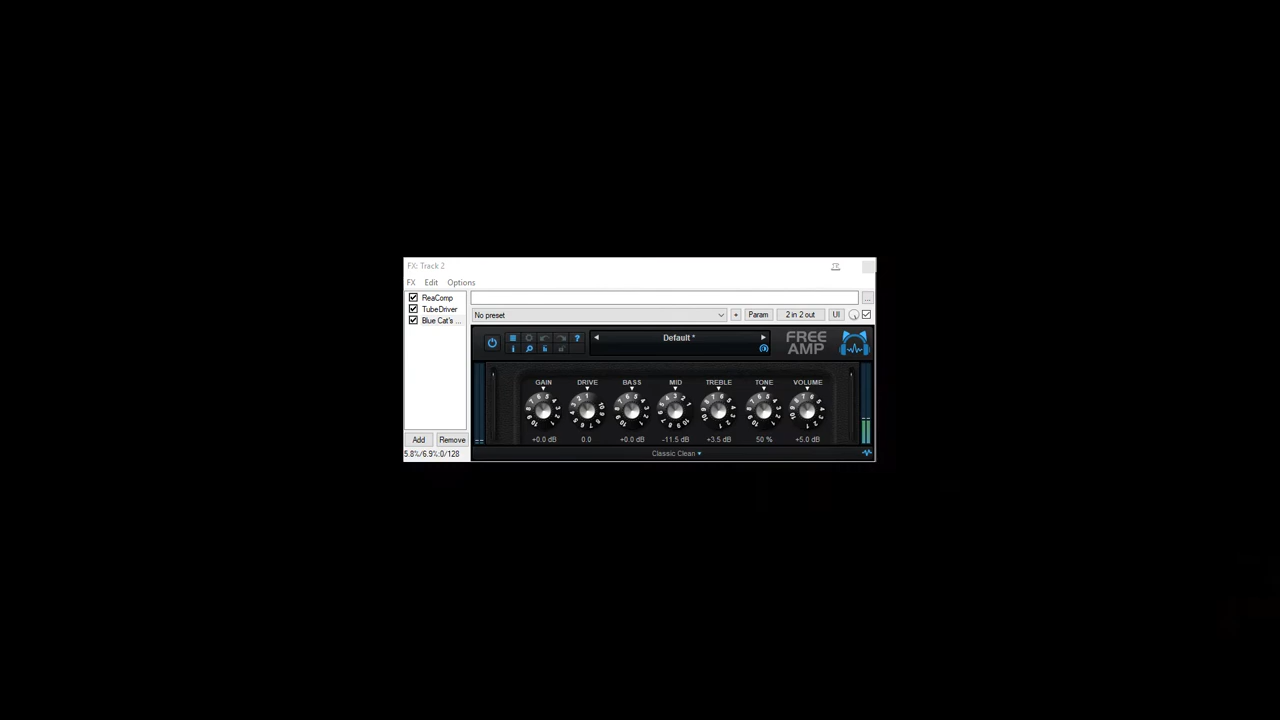 FX: Track 2
FX Edit Options
ReaComp
TubeDriver
Blue Cat's ...
Add Remove
5.8%/6.9% 0/128
...
No preset + Param 2 in 2 out UI
Default *
FREE
AMP
GAIN DRIVE BASS MID TREBLE TONE VOLUME
+0.0 dB 0.0 +0.0 dB -11.5 dB +3.5 dB 50 % +5.0 dB
Classic Clean